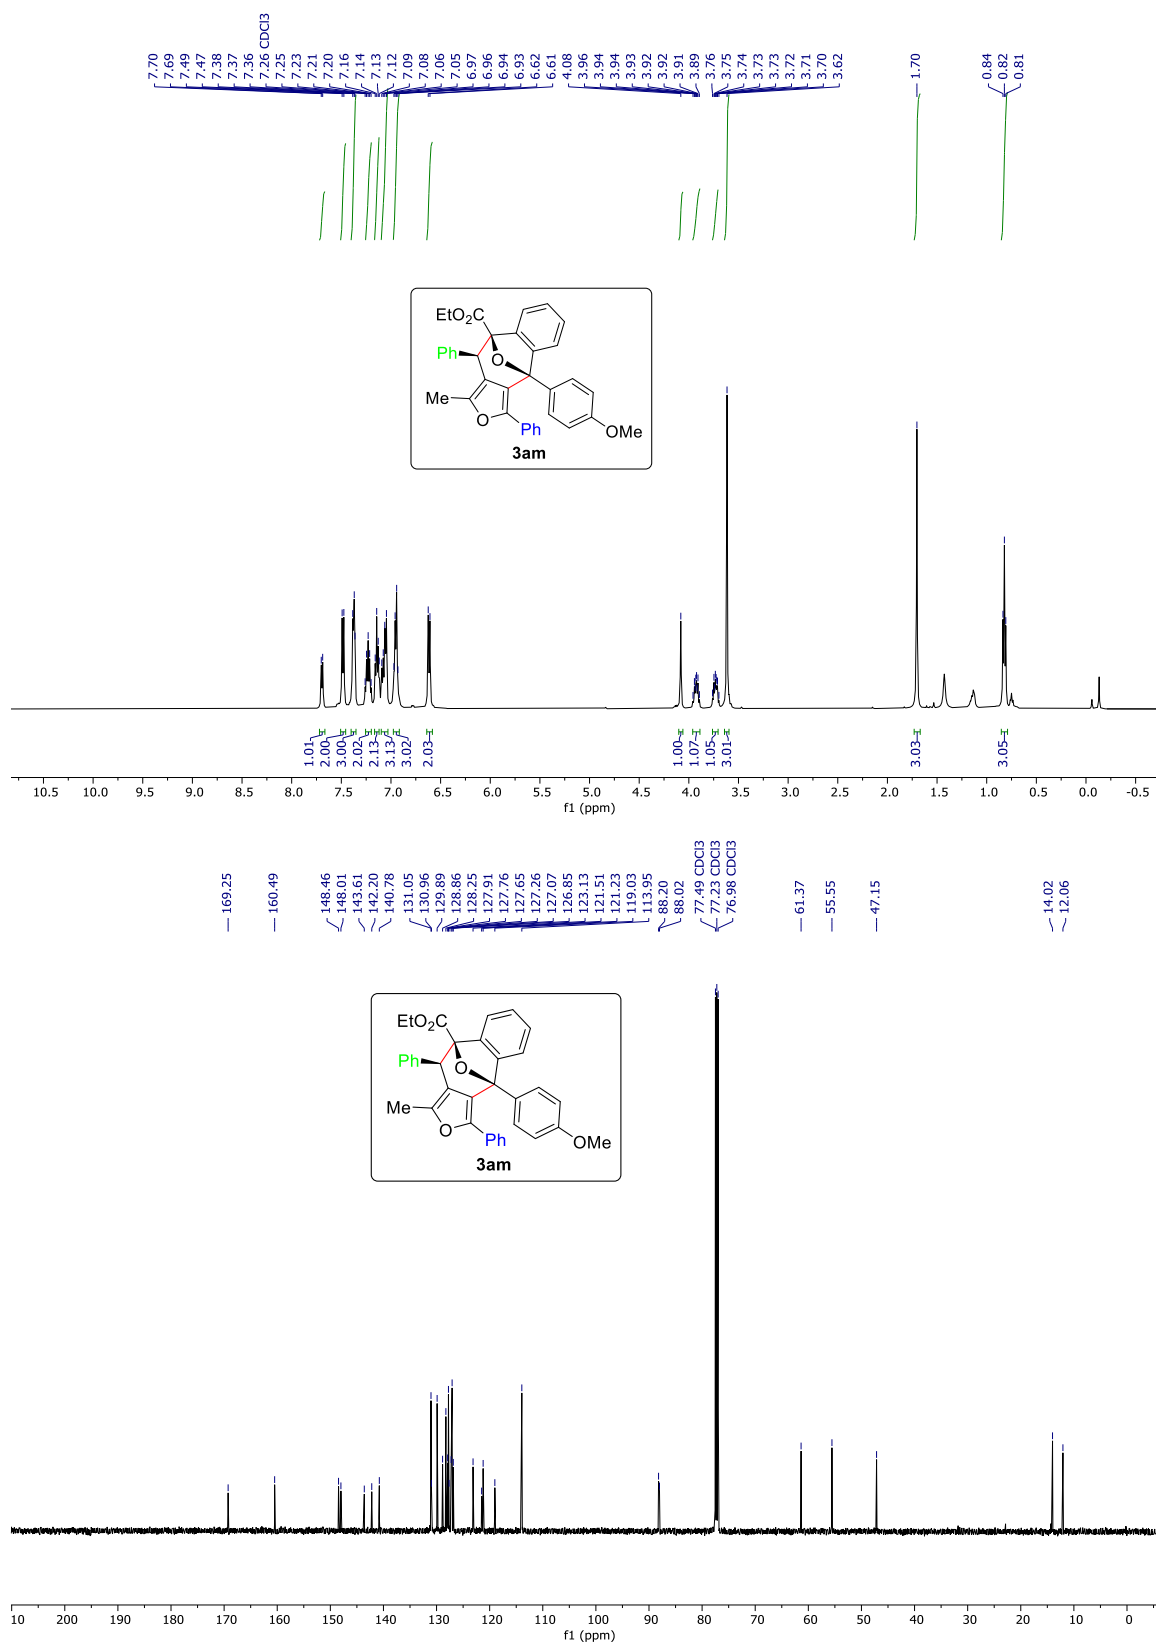 7.70 7.69 7.49 7.47 7.38 7.37 7.36 7.26 CDCl3 7.25 7.23 7.21 7.20 7.16 7.14 7.13 7.12 7.09 7.08 7.06 7.05 6.97 6.96 6.94 6.93 6.62 6.61 4.08 3.96 3.94 3.94 3.93 3.92 3.92 3.91 3.89 3.76 3.75 3.74 3.73 3.73 3.72 3.71 3.70 3.62 1.70 0.84 0.82 0.81
EtO2C
Ph
O
Me
O
Ph
OMe
3am
1.01 2.00 3.00 2.02 2.13 3.13 3.02 2.03 1.00 1.07 1.05 3.01 3.03 3.05
10.5 10.0 9.5 9.0 8.5 8.0 7.5 7.0 6.5 6.0 5.5 5.0 4.5 4.0 3.5 3.0 2.5 2.0 1.5 1.0 0.5 0.0 -0.5
f1 (ppm)
169.25 160.49 148.46 148.01 143.61 142.20 140.78 131.05 130.96 129.89 128.86 128.25 127.91 127.76 127.65 127.26 127.07 126.85 123.13 121.51 121.23 119.03 113.95 88.20 88.02 77.49 CDCl3 77.23 CDCl3 76.98 CDCl3 61.37 55.55 47.15 14.02 12.06
EtO2C
Ph
O
Me
O
Ph
OMe
3am
10 200 190 180 170 160 150 140 130 120 110 100 90 80 70 60 50 40 30 20 10 0
f1 (ppm)